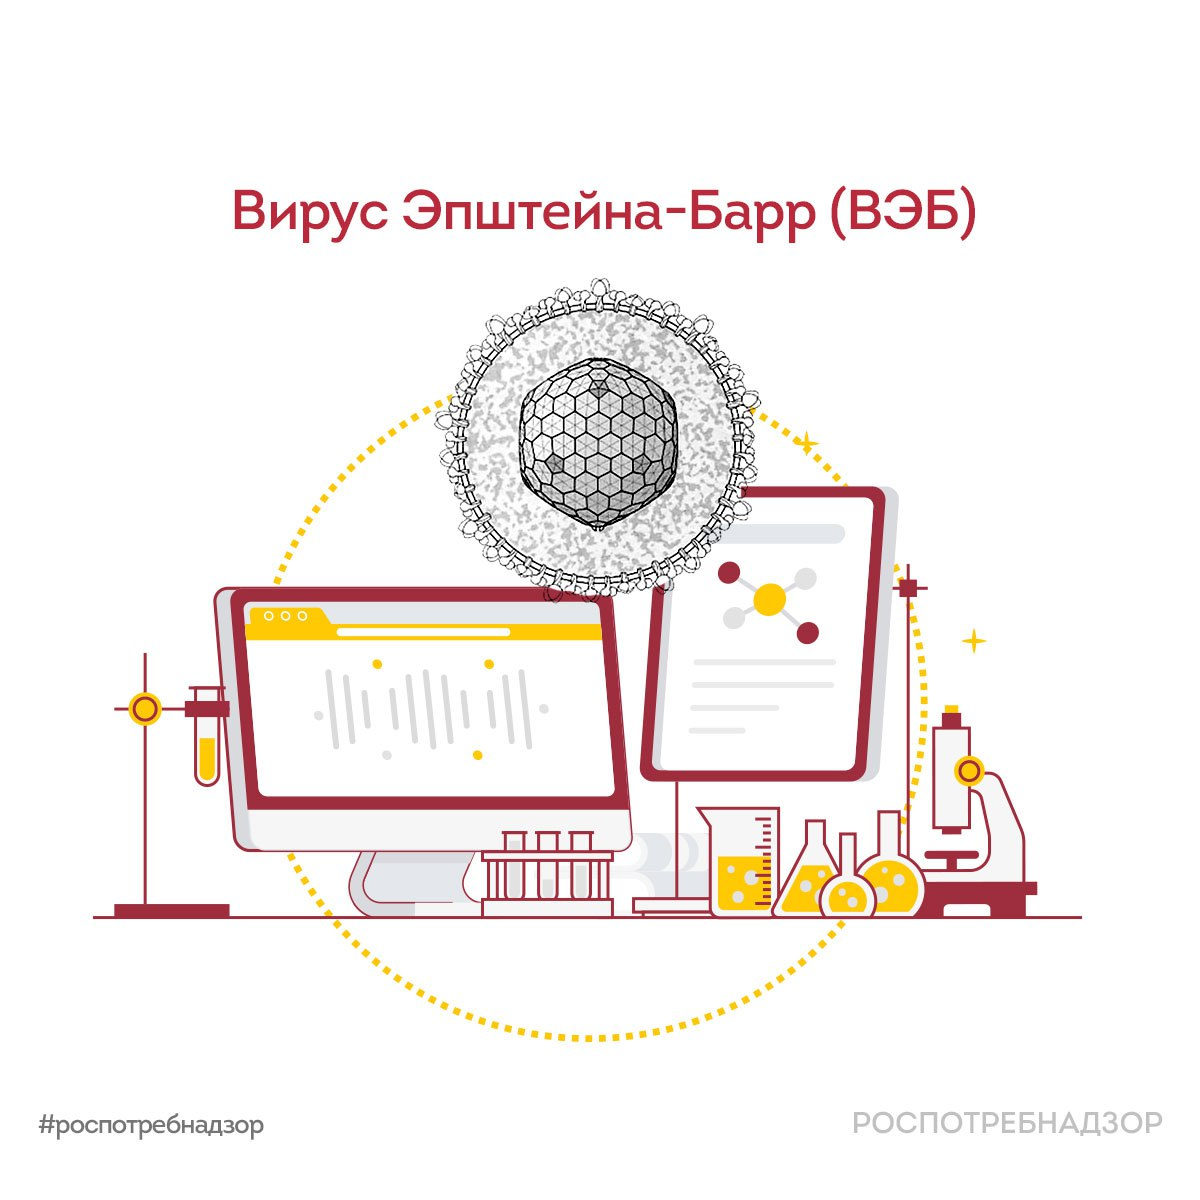 Вирус Эпштейна-Барр (ВЭБ)
#роспотребнадзор
РОСПОТРЕБНАДЗОР